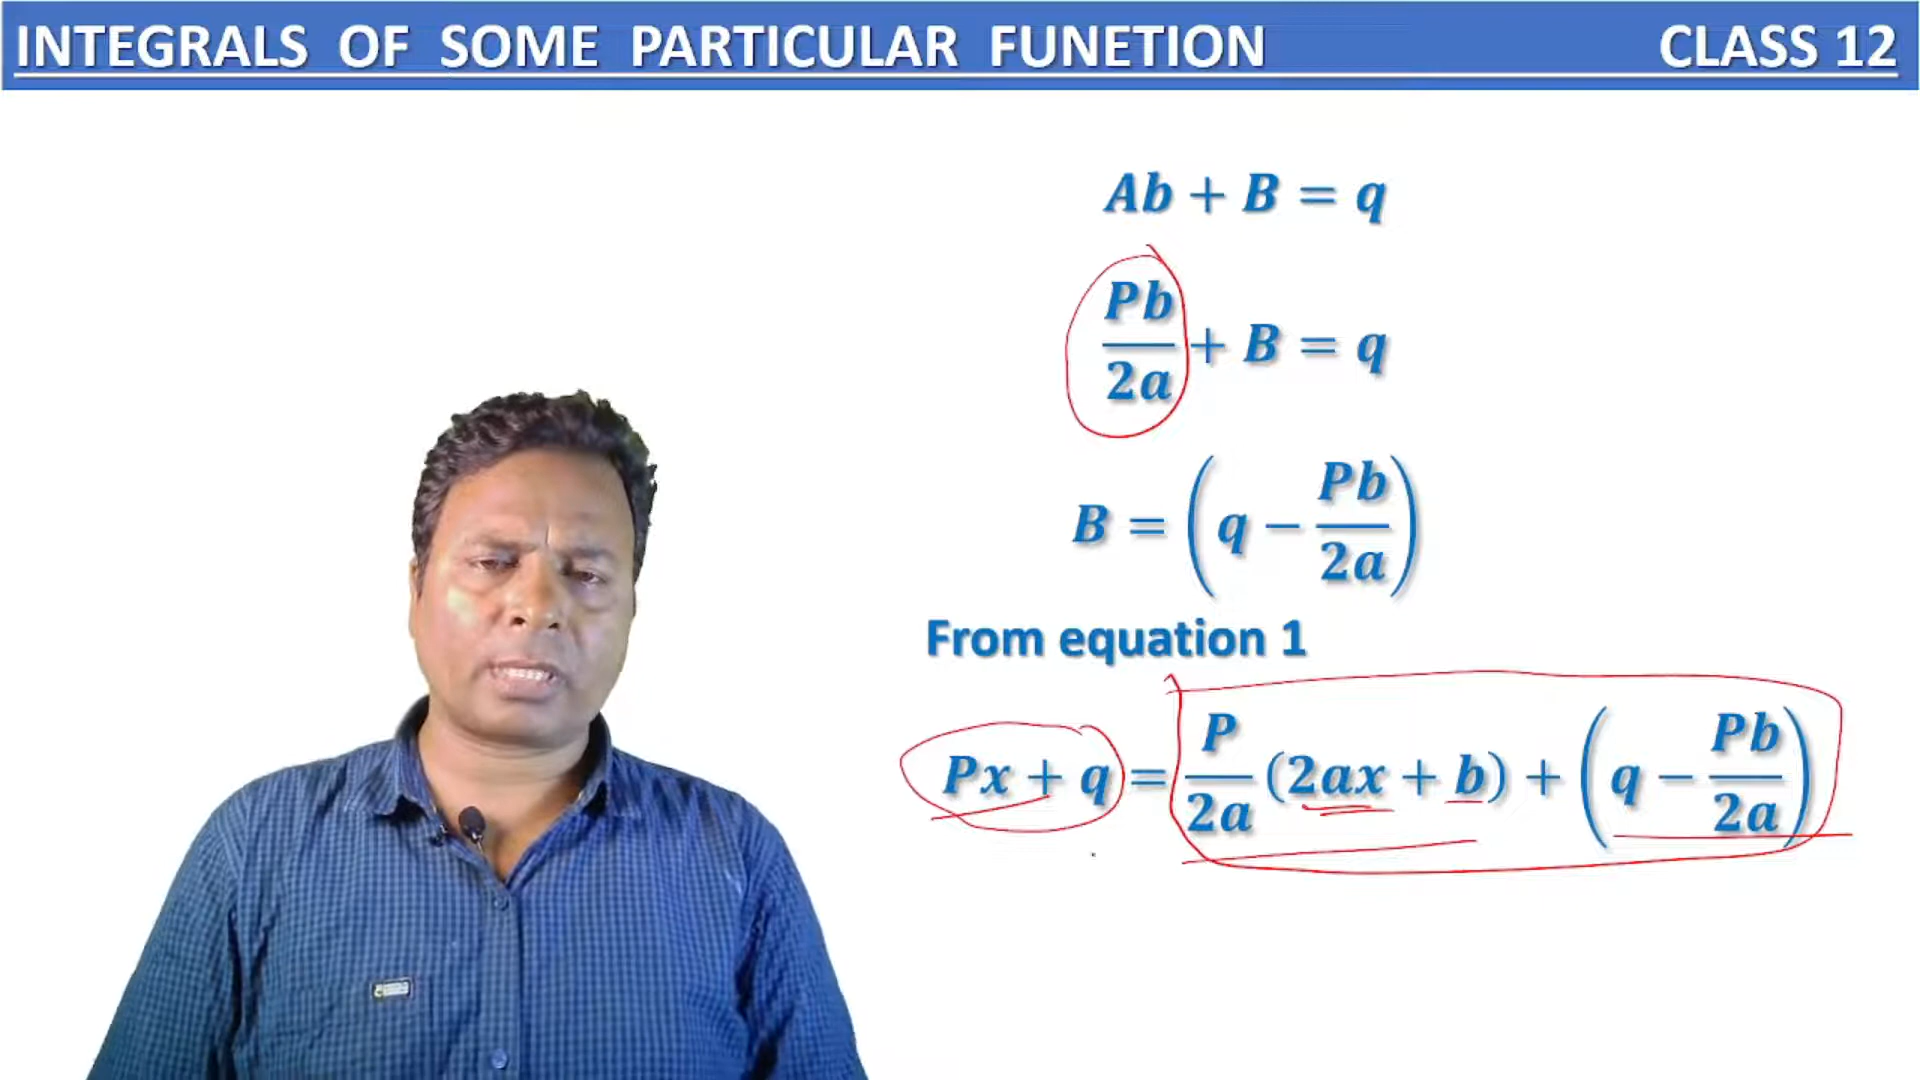 INTEGRALS OF SOME PARTICULAR FUNETION CLASS 12
Ab + B = q
Pb/2a + B = q
B = (q − Pb/2a)
From equation 1
Px + q = P/2a (2ax + b) + (q − Pb/2a)